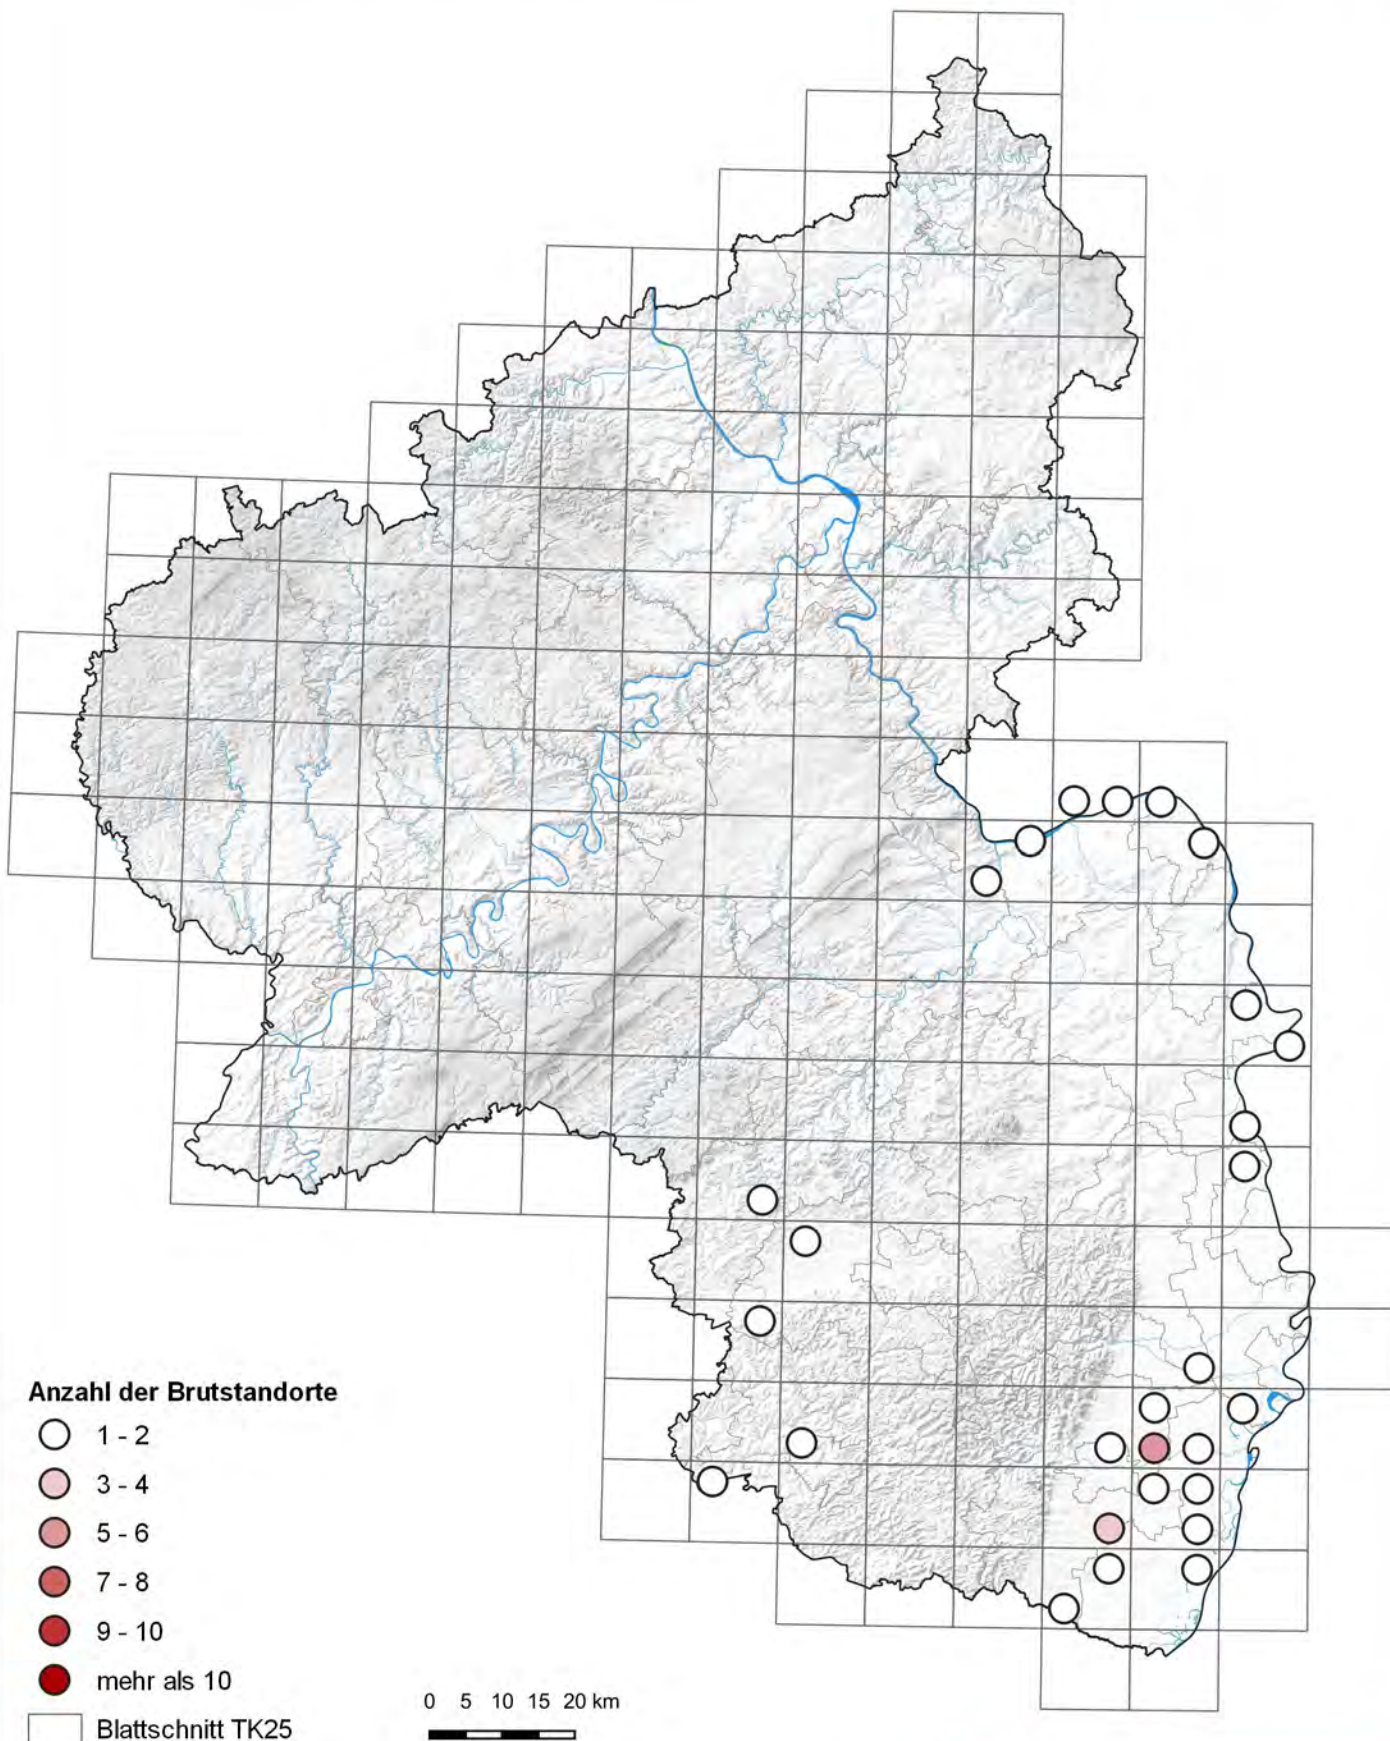 Anzahl der Brutstandorte
1 - 2
3 - 4
5 - 6
7 - 8
9 - 10
mehr als 10
Blattschnitt TK25
0 5 10 15 20 km